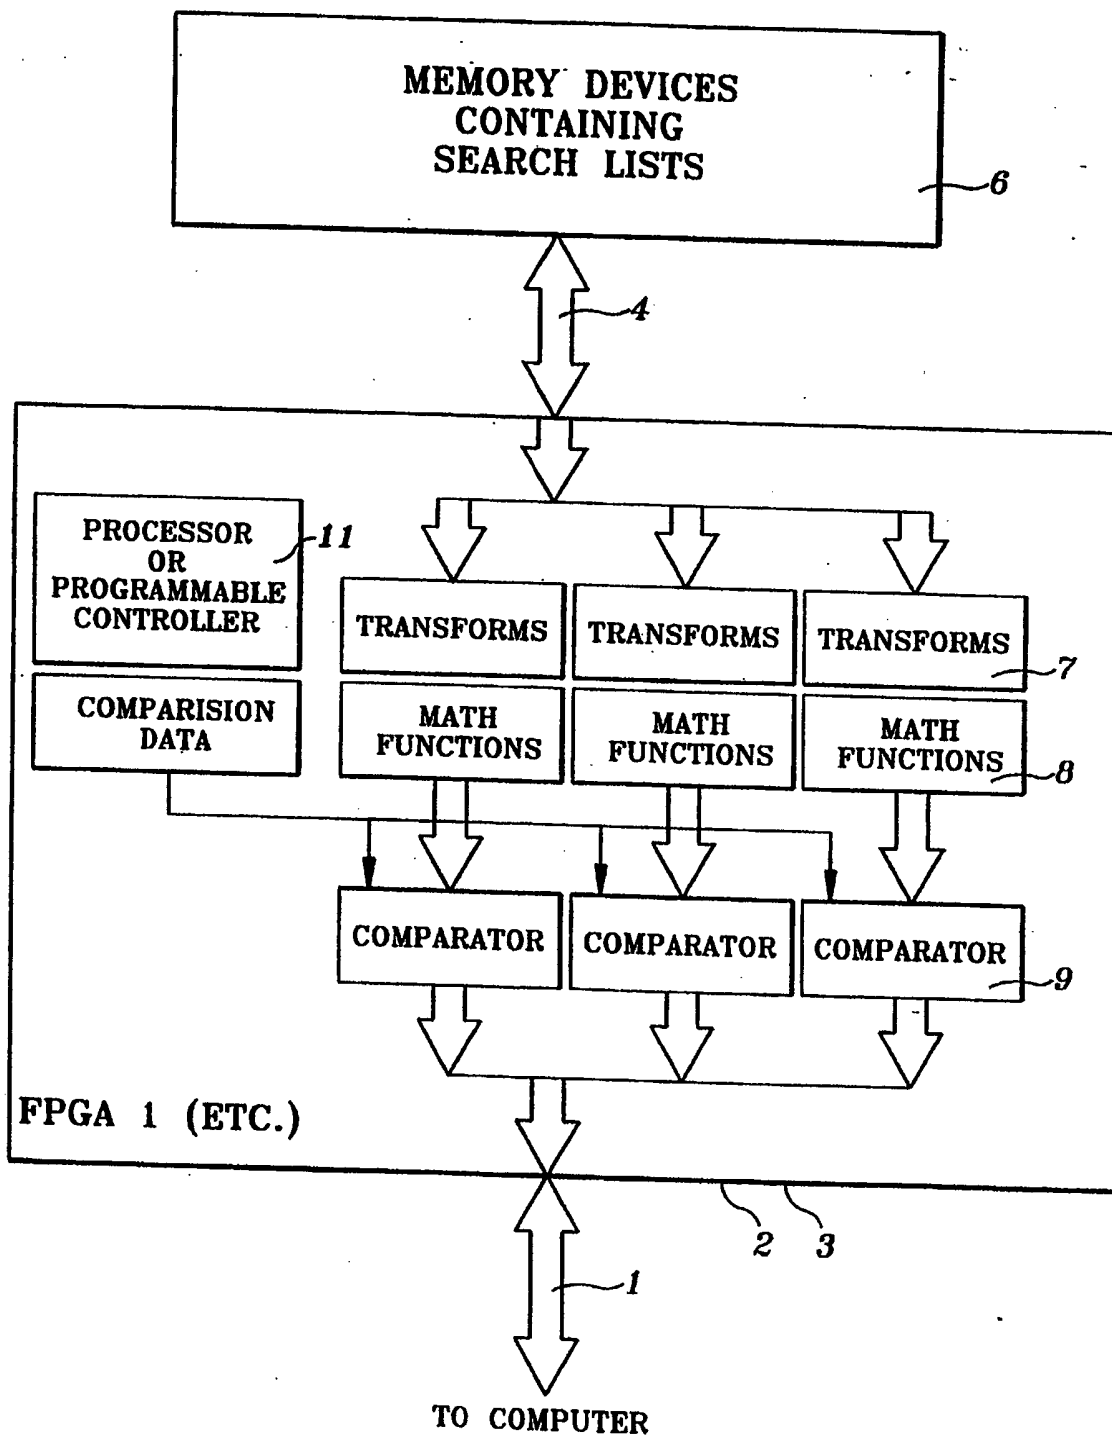 MEMORY DEVICES
CONTAINING
SEARCH LISTS
6
4
PROCESSOR
OR
PROGRAMMABLE
CONTROLLER
11
TRANSFORMS
TRANSFORMS
TRANSFORMS
7
COMPARISION
DATA
MATH
FUNCTIONS
MATH
FUNCTIONS
MATH
FUNCTIONS
8
COMPARATOR
COMPARATOR
COMPARATOR
9
FPGA 1 (ETC.)
2
3
1
TO COMPUTER